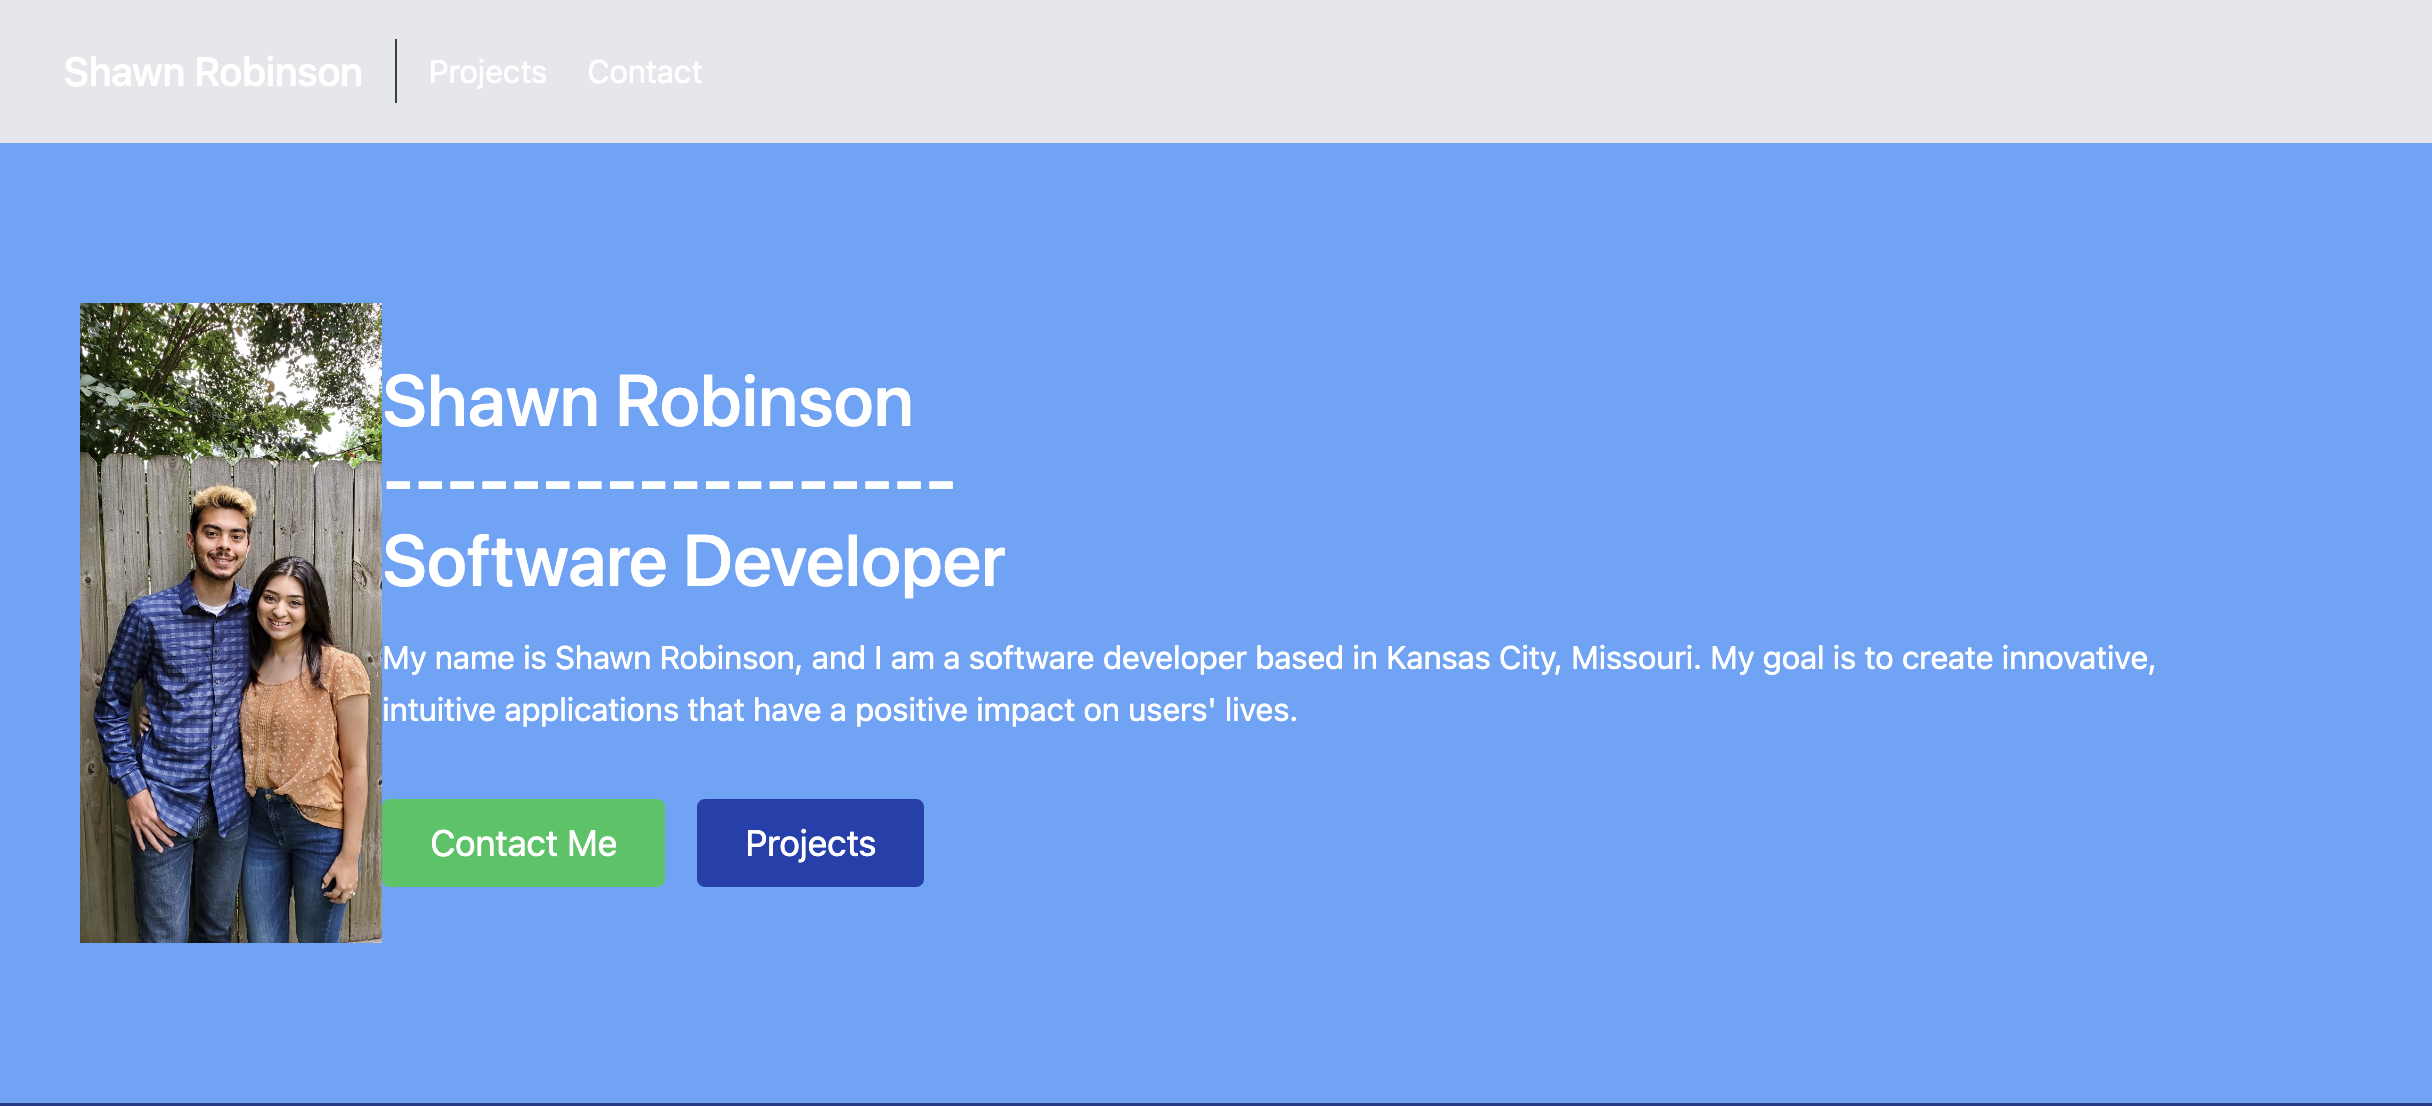 Shawn Robinson
Projects
Contact
Shawn Robinson
------------------
Software Developer
My name is Shawn Robinson, and I am a software developer based in Kansas City, Missouri. My goal is to create innovative,
intuitive applications that have a positive impact on users' lives.
Contact Me
Projects